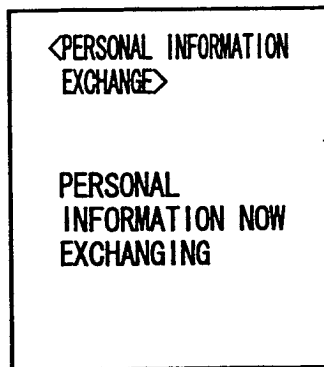 <PERSONAL INFORMATION
EXCHANGE>
PERSONAL
INFORMATION NOW
EXCHANGING